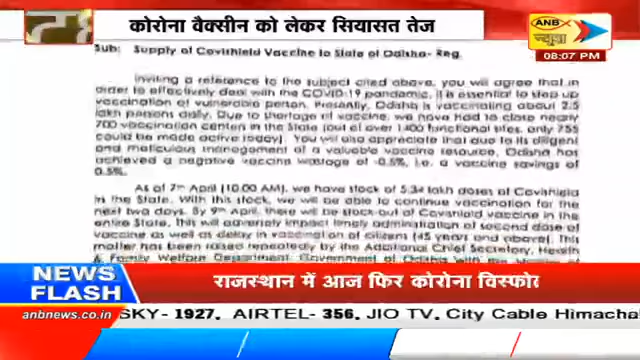 कोरोना वैक्सीन को लेकर सियासत तेज
ANB
न्यूज़
08:07 PM
Sub: Supply of Covishield Vaccine to State of Odisha- Reg.
Inviting a reference to the subject cited above, you will agree that in
order to effectively deal with the COVID-19 pandemic, it is essential to step up
vaccination of vulnerable person. Presently, Odisha is vaccinating about 2.5
lakh persons daily. Due to shortage of vaccine, we have had to close nearly
700 vaccination centers in the State (out of over 1400 functional sites, only 755
could be made active today). You will also appreciate that due to its diligent
and meticulous management of a valuable vaccine resource, Odisha has
achieved a negative vaccine wastage of -0.5%, i.e. a vaccine savings of
0.5%.
As of 7th April (10.00 AM), we have stock of 5.34 lakh doses of Covishield
in the State. With this stock, we will be able to continue vaccination for the
next two days. By 9th April, there will be stock-out of Covishield vaccine in the
entire State. This will adversely impact timely administration of second dose
of vaccine as well as delay in vaccination of citizens (45 years and above). This
matter has been raised repeatedly by the Additional Chief Secretary, Health
& Family Welfare Department, Government of Odisha with the
NEWS
FLASH
राजस्थान में आज फिर कोरोना विस्फोट
anbnews.co.in
SKY- 1927, AIRTEL- 356, JIO TV, City Cable Himachal